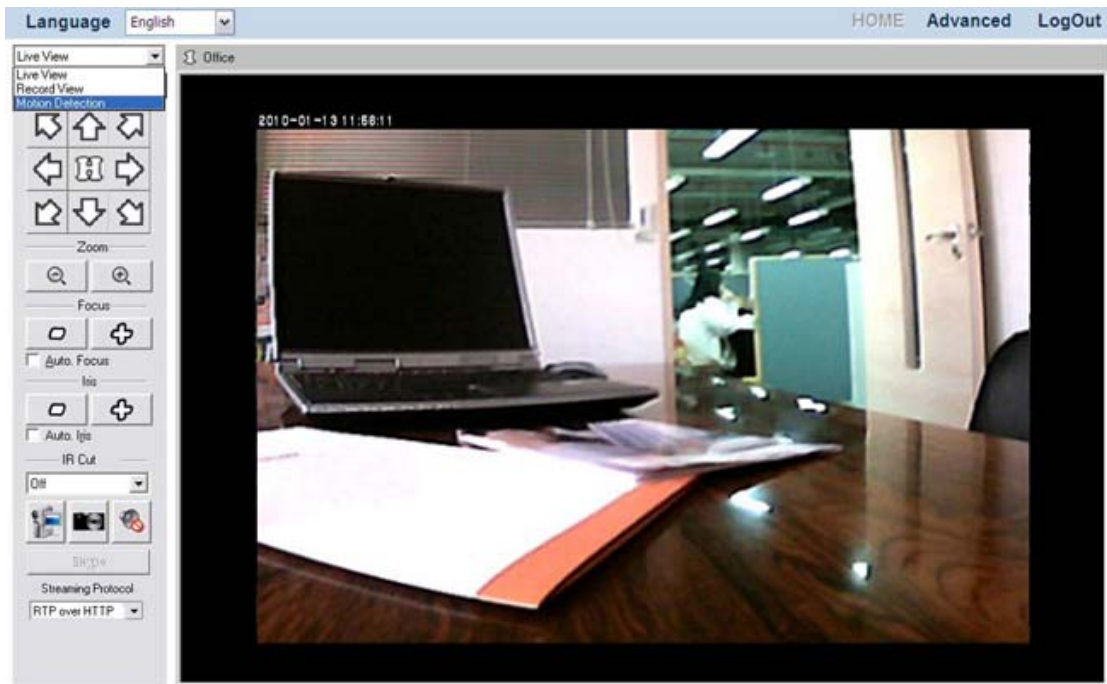 Language English HOME Advanced LogOut
Live View
Live View
Record View
Motion Detection
Office
2010-01-13 11:58:11
Zoom
Focus
Auto. Focus
Iris
Auto. Iris
IR Cut
Off
Skype
Streaming Protocol
RTP over HTTP